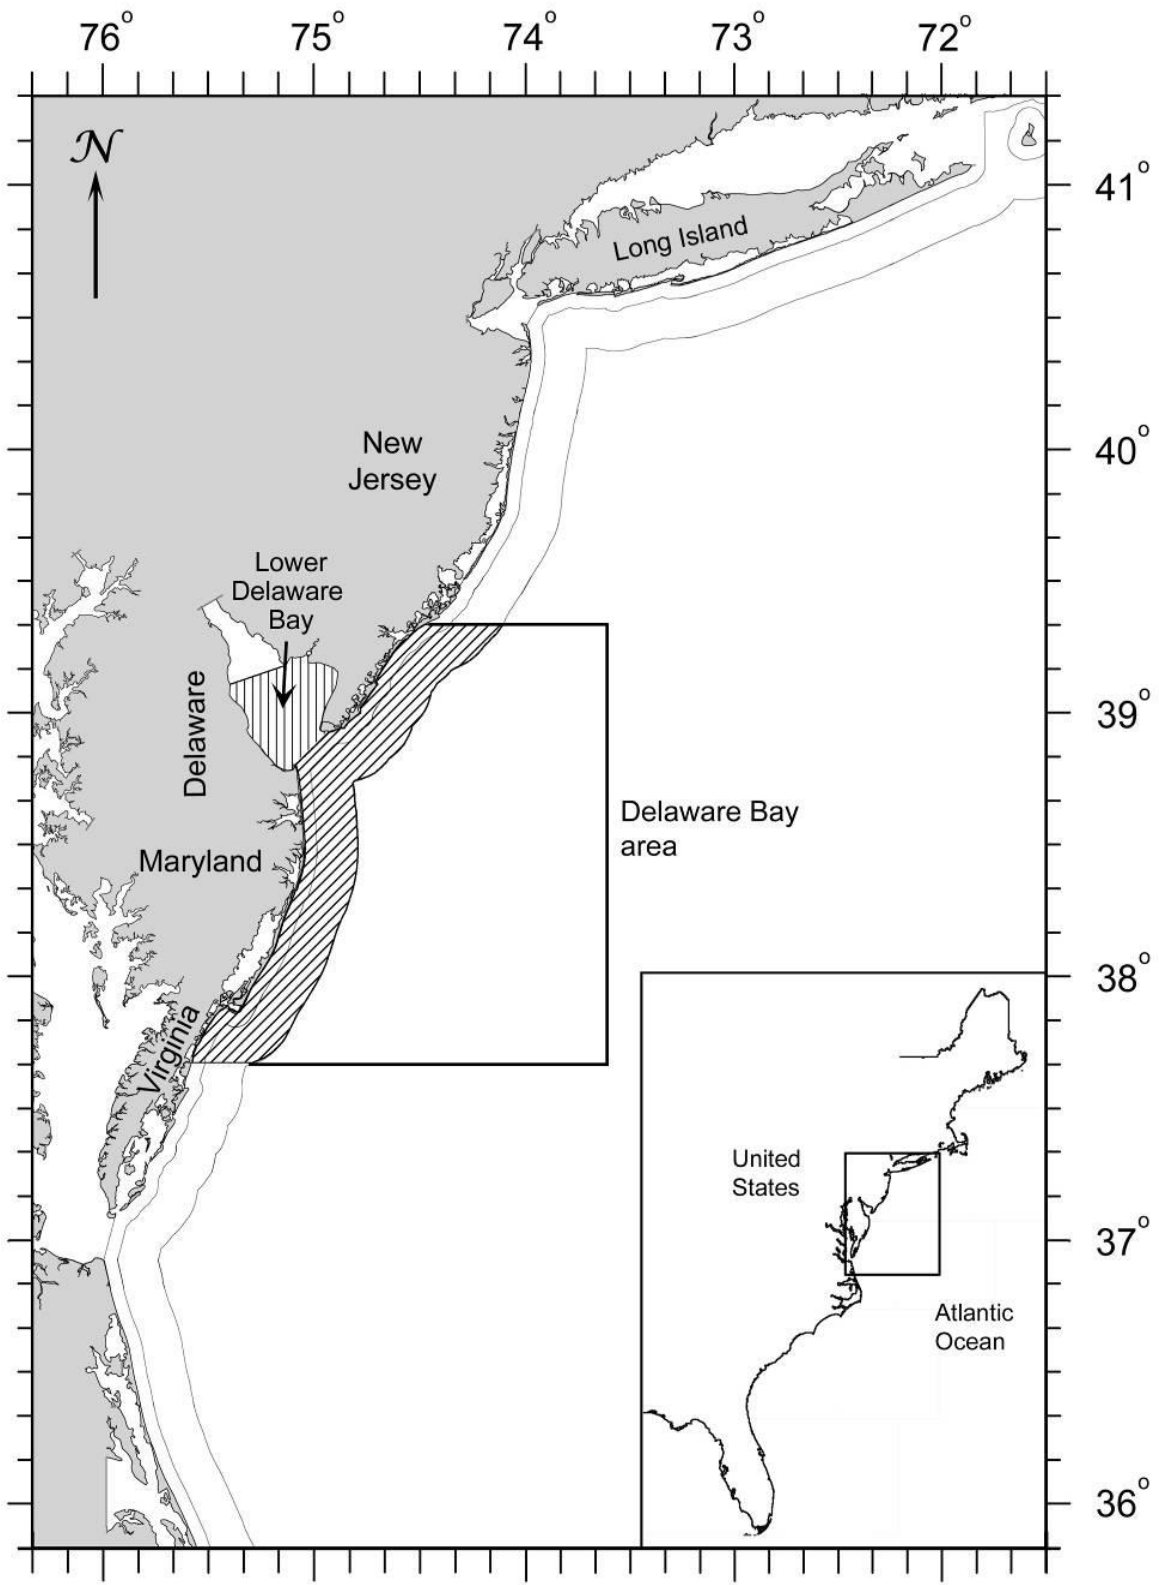 76° 75° 74° 73° 72°
N
41°
Long Island
40°
New
Jersey
Lower
Delaware
Bay
39°
Delaware
Delaware Bay
area
Maryland
38°
Virginia
United
States
37°
Atlantic
Ocean
36°